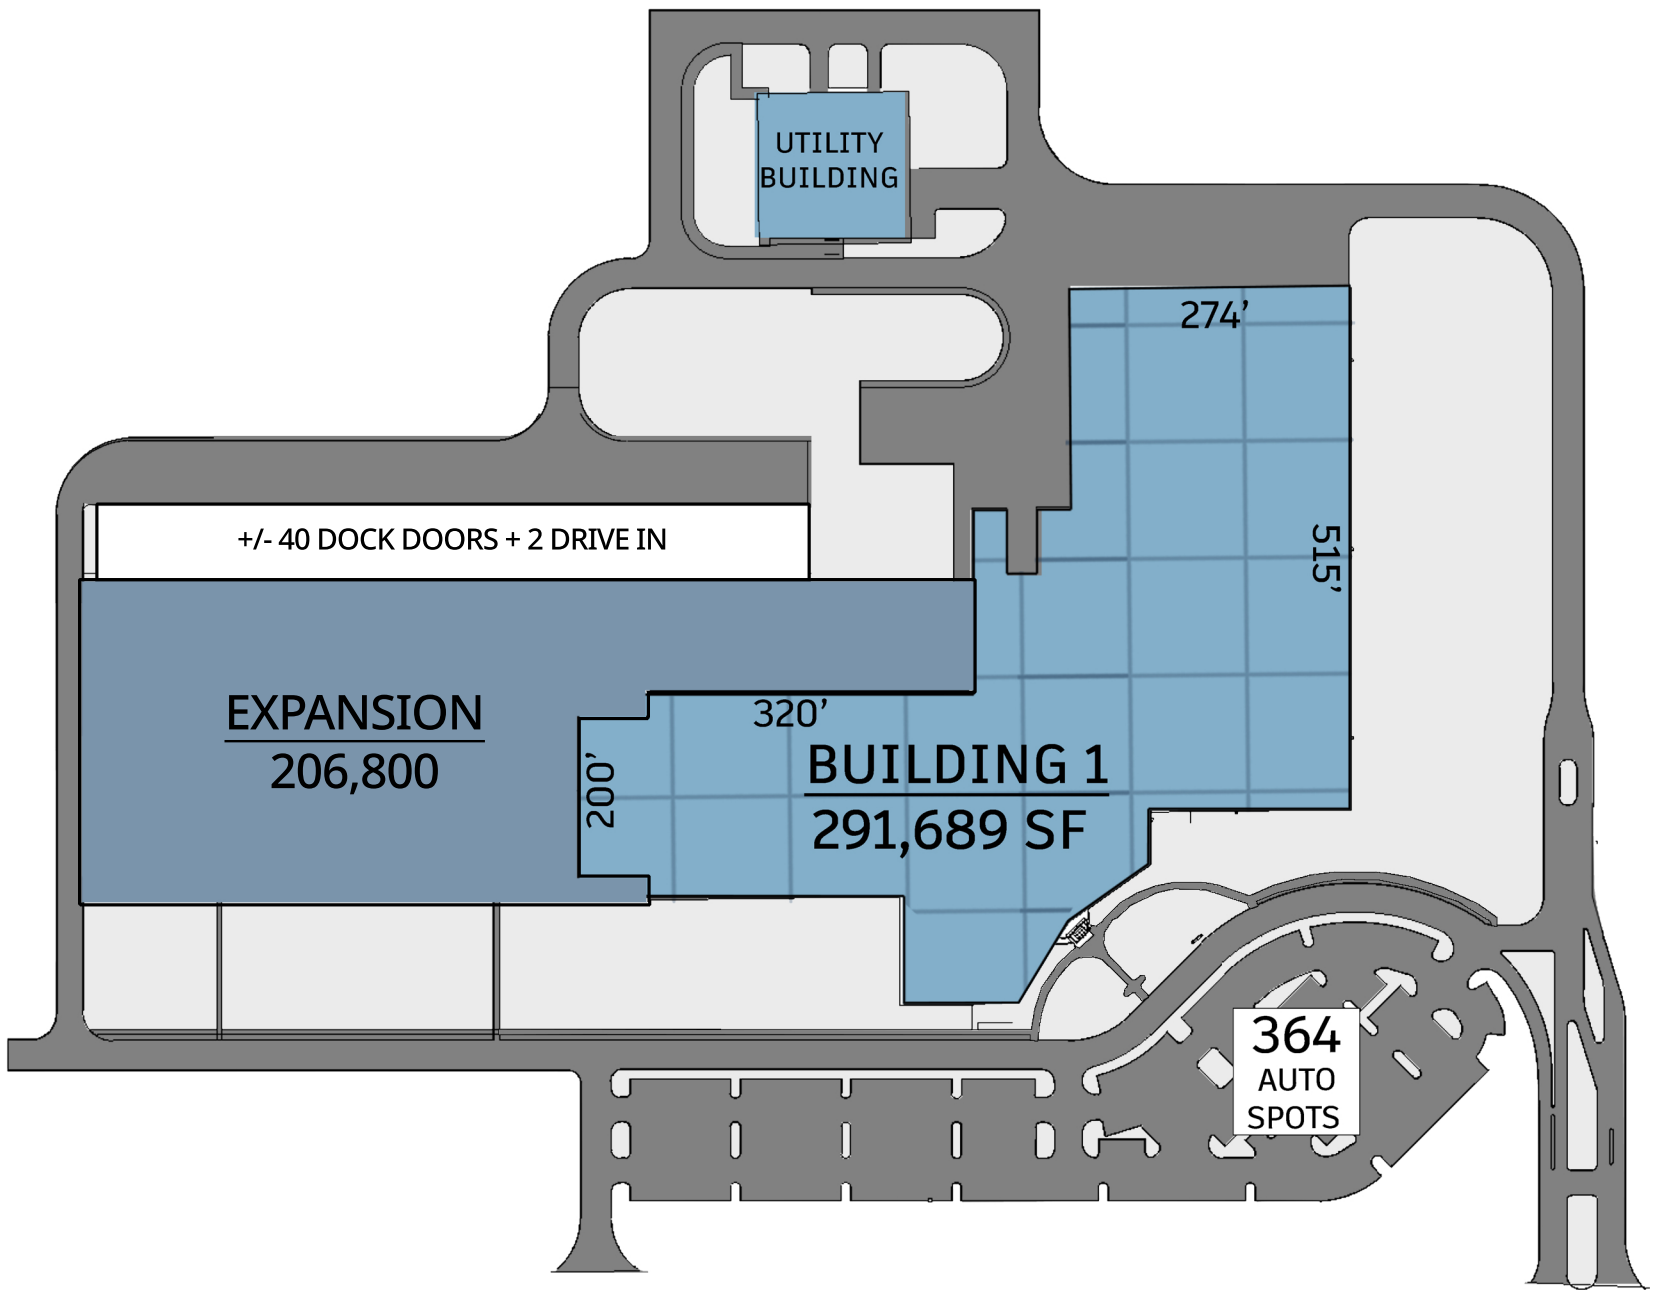 UTILITY
BUILDING
274’
515’
+/- 40 DOCK DOORS + 2 DRIVE IN
EXPANSION
206,800
320’
200’
BUILDING 1
291,689 SF
364
AUTO
SPOTS